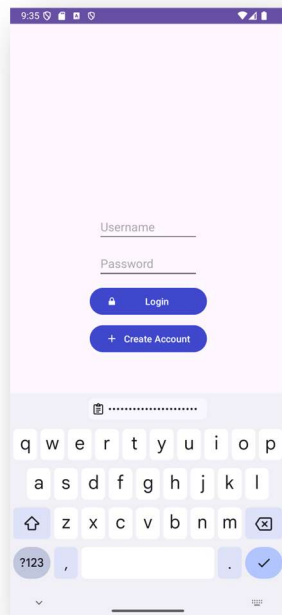 9:35
Username
Password
Login
+ Create Account
•••••••••••••••••••••••
q w e r t y u i o p
a s d f g h j k l
z x c v b n m
?123 , .